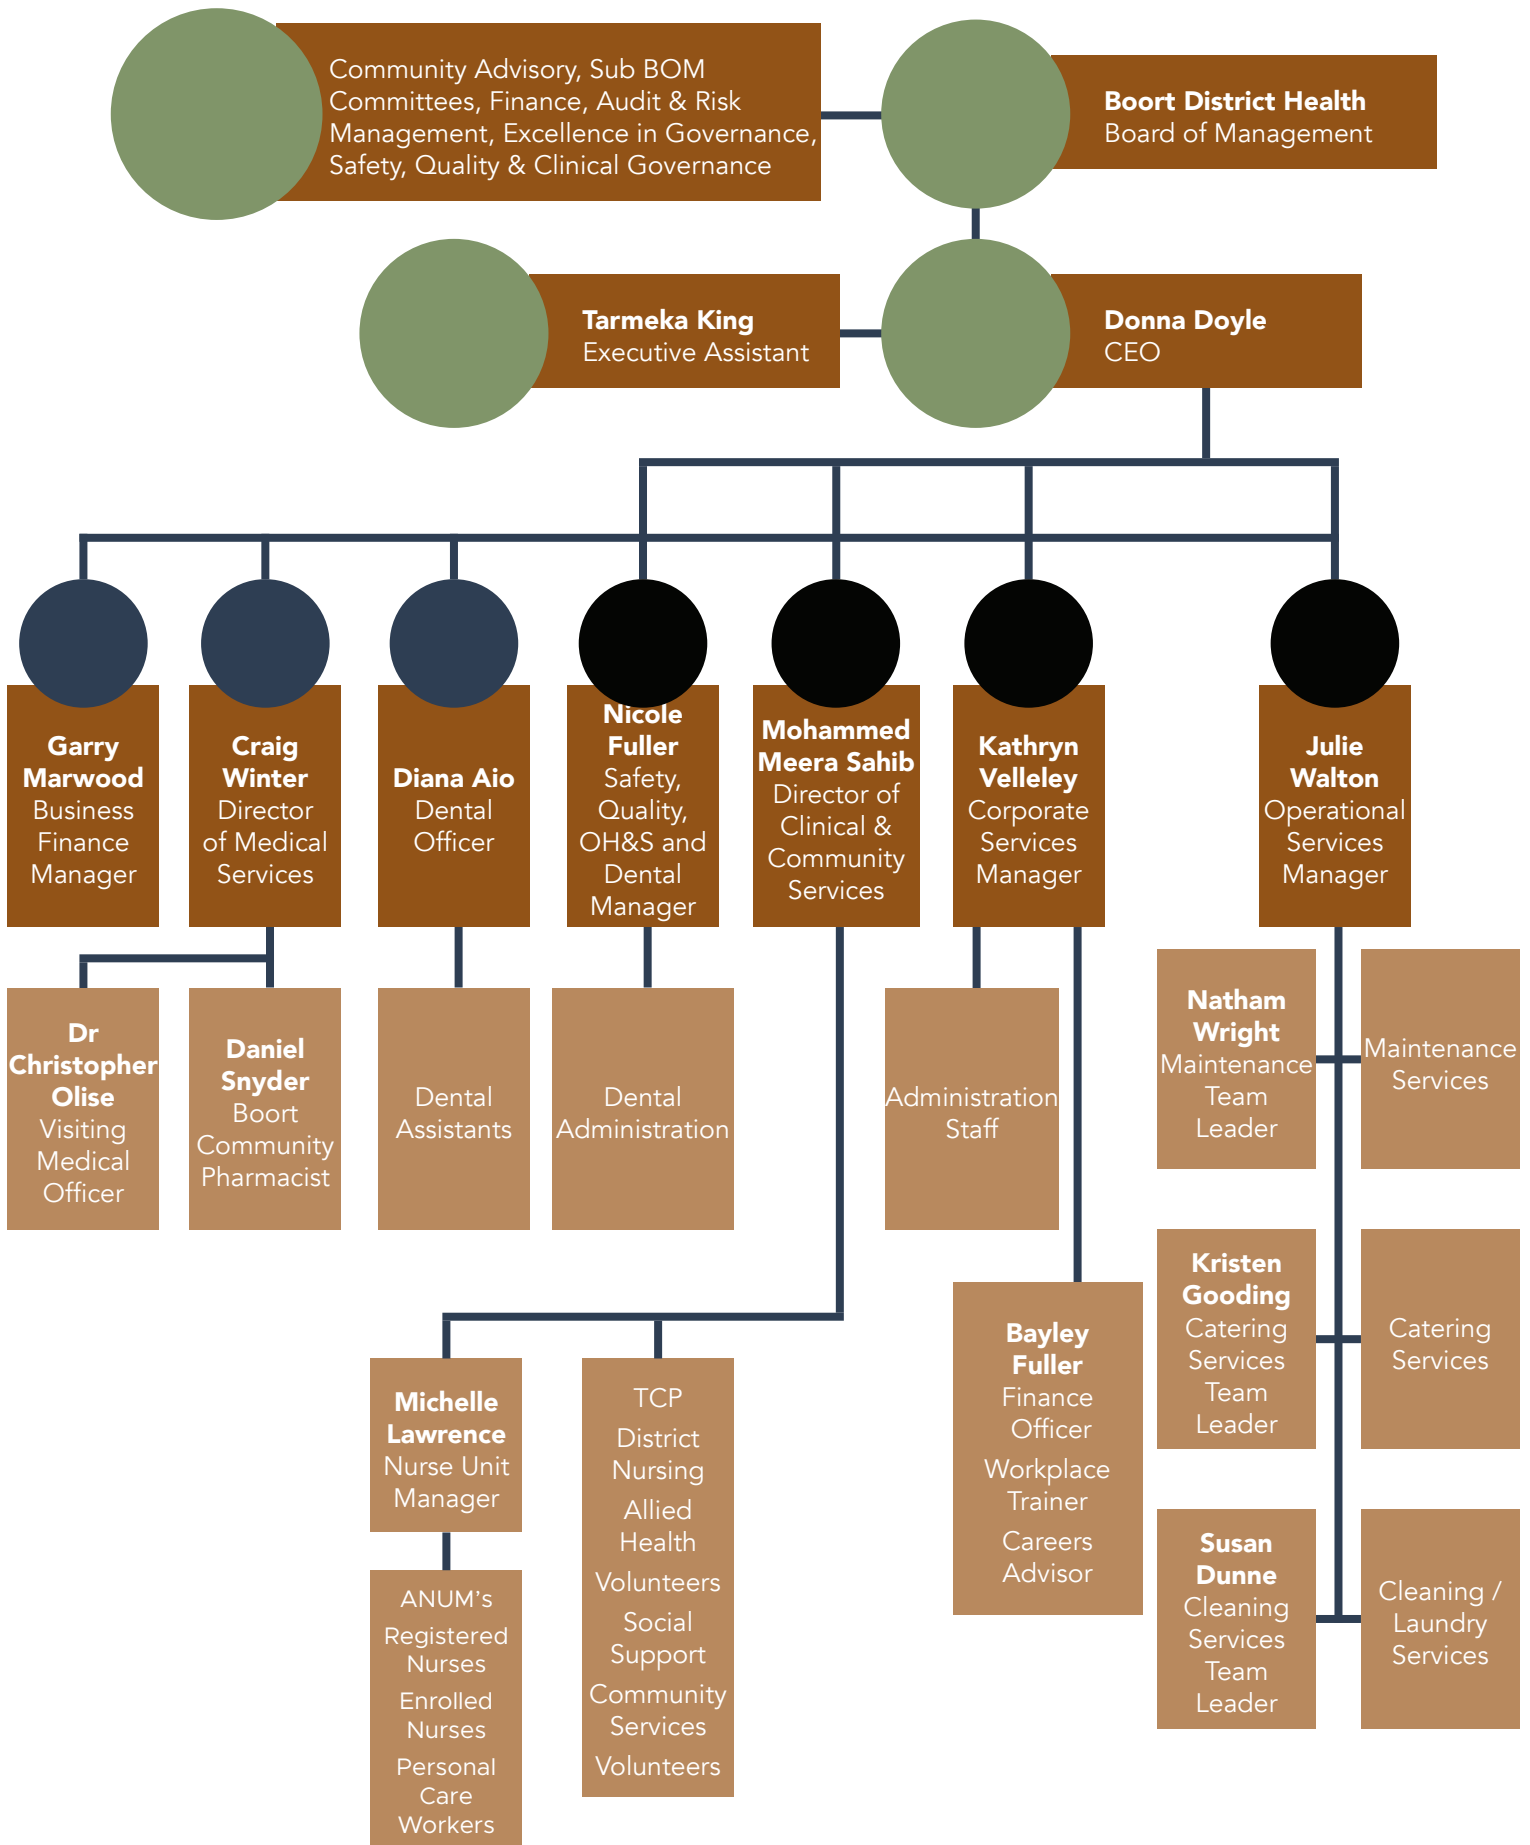 Community Advisory, Sub BOM
Committees, Finance, Audit & Risk
Management, Excellence in Governance,
Safety, Quality & Clinical Governance
Boort District Health
Board of Management
Tarmeka King
Executive Assistant
Donna Doyle
CEO
Garry
Marwood
Business
Finance
Manager
Craig
Winter
Director
of Medical
Services
Diana Aio
Dental
Officer
Nicole
Fuller
Safety,
Quality,
OH&S and
Dental
Manager
Mohammed
Meera Sahib
Director of
Clinical &
Community
Services
Kathryn
Velleley
Corporate
Services
Manager
Julie
Walton
Operational
Services
Manager
Dr
Christopher
Olise
Visiting
Medical
Officer
Daniel
Snyder
Boort
Community
Pharmacist
Dental
Assistants
Dental
Administration
Administration
Staff
Natham
Wright
Maintenance
Team
Leader
Maintenance
Services
Kristen
Gooding
Catering
Services
Team
Leader
Catering
Services
Bayley
Fuller
Finance
Officer
Workplace
Trainer
Careers
Advisor
Michelle
Lawrence
Nurse Unit
Manager
TCP
District
Nursing
Allied
Health
Volunteers
Social
Support
Community
Services
Volunteers
Susan
Dunne
Cleaning
Services
Team
Leader
Cleaning /
Laundry
Services
ANUM's
Registered
Nurses
Enrolled
Nurses
Personal
Care
Workers